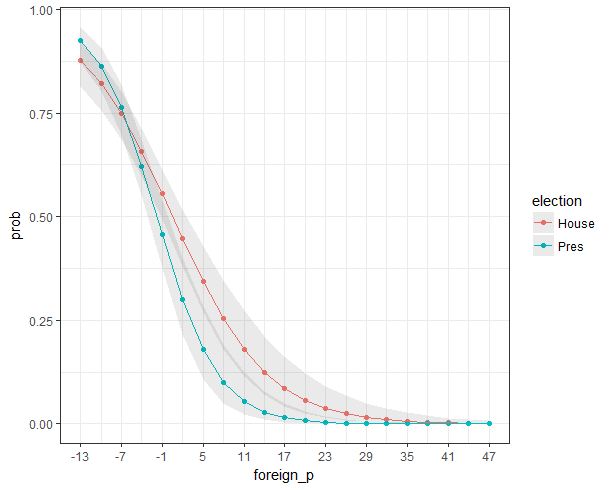 1.00
0.75
0.50
0.25
0.00
prob
-13 -7 -1 5 11 17 23 29 35 41 47
foreign_p
election
House
Pres